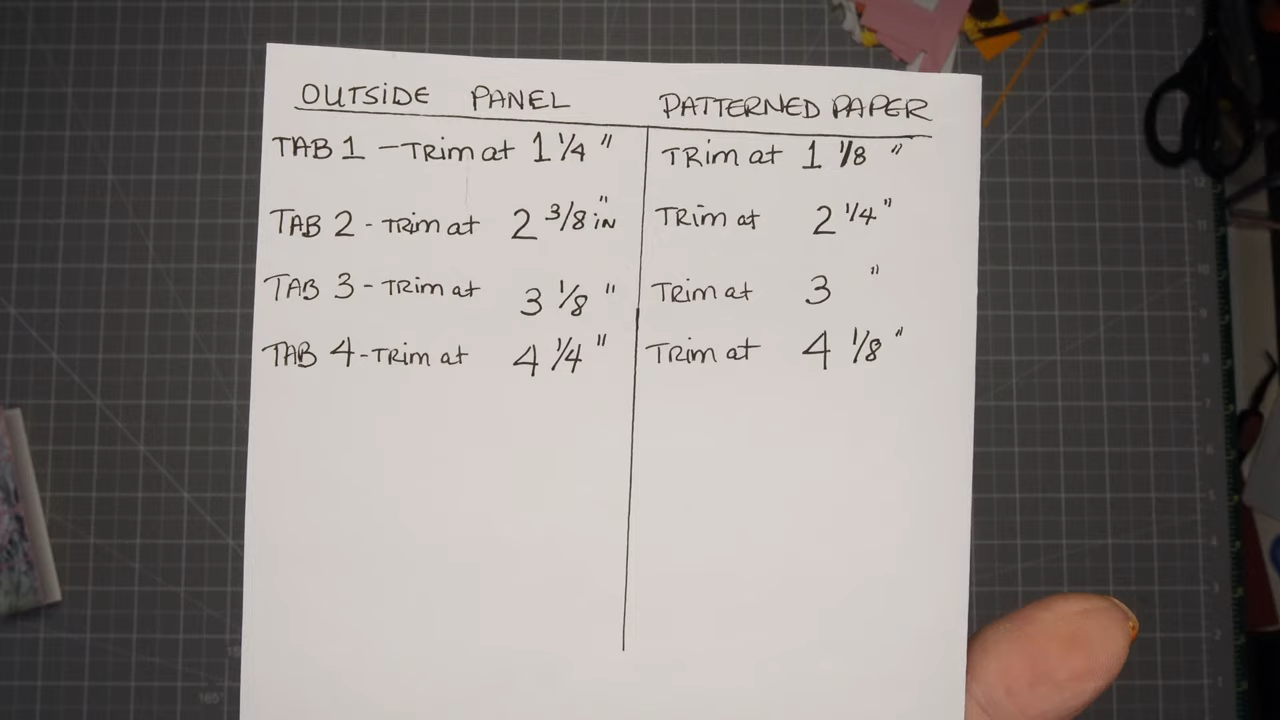 OUTSIDE PANEL PATTERNED PAPER
TAB 1 - TRim at 1 1/4 " TRim at 1 1/8 "
TAB 2 - TRim at 2 3/8 in " TRim at 2 1/4 "
TAB 3 - TRim at 3 1/8 " TRim at 3 "
TAB 4 - TRim at 4 1/4 " TRim at 4 1/8 "